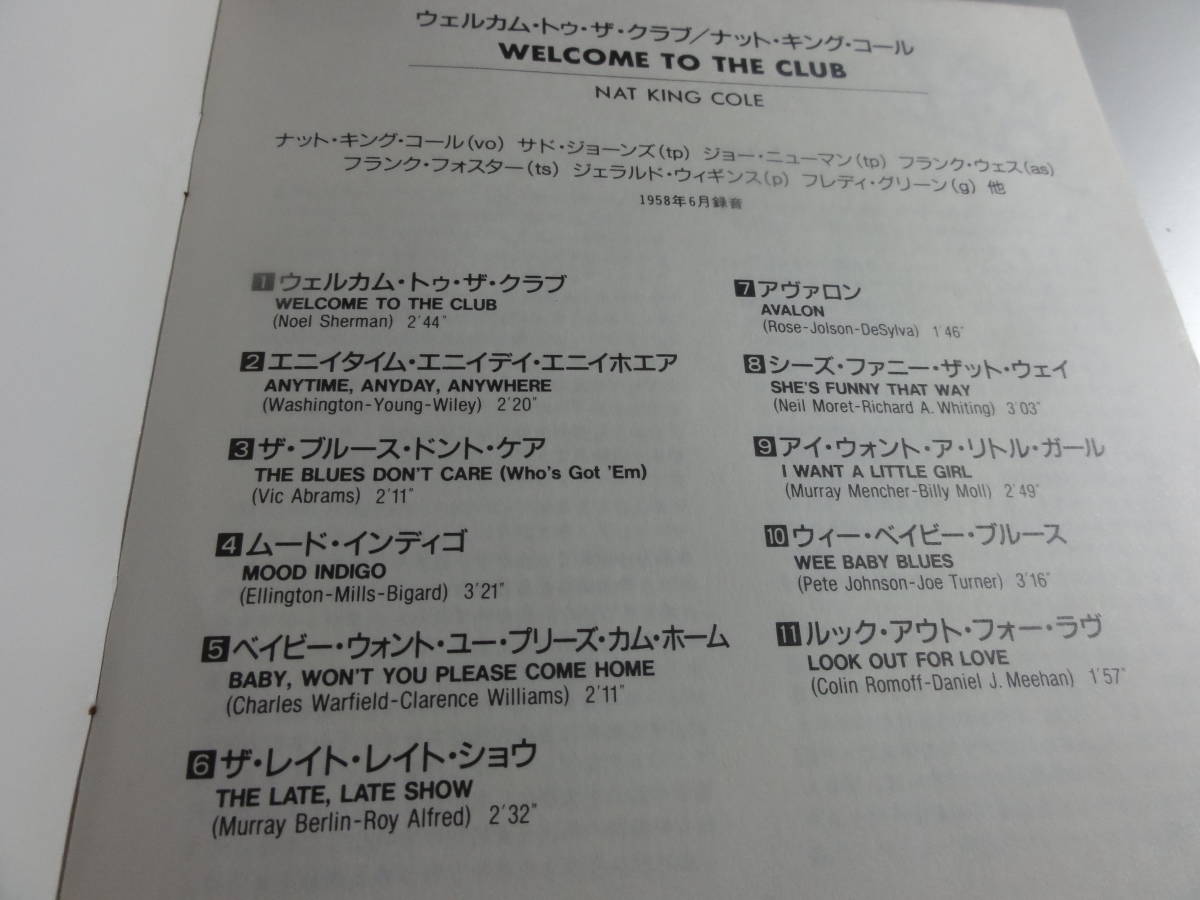 ウェルカム・トゥ・ザ・クラブ/ナット・キング・コール
WELCOME TO THE CLUB
NAT KING COLE
ナット・キング・コール(vo) サド・ジョーンズ(tp) ジョー・ニューマン(tp) フランク・ウェス(as)
フランク・フォスター(ts) ジェラルド・ウィギンス(p) フレディ・グリーン(g) 他
1958年6月録音
1 ウェルカム・トゥ・ザ・クラブ
WELCOME TO THE CLUB
(Noel Sherman) 2'44"
2 エニイタイム・エニイデイ・エニイホエア
ANYTIME, ANYDAY, ANYWHERE
(Washington-Young-Wiley) 2'20"
3 ザ・ブルース・ドント・ケア
THE BLUES DON'T CARE (Who's Got 'Em)
(Vic Abrams) 2'11"
4 ムード・インディゴ
MOOD INDIGO
(Ellington-Mills-Bigard) 3'21"
5 ベイビー・ウォント・ユー・プリーズ・カム・ホーム
BABY, WON'T YOU PLEASE COME HOME
(Charles Warfield-Clarence Williams) 2'11"
6 ザ・レイト・レイト・ショウ
THE LATE, LATE SHOW
(Murray Berlin-Roy Alfred) 2'32"
7 アヴァロン
AVALON
(Rose-Jolson-DeSylva) 1'46"
8 シーズ・ファニー・ザット・ウェイ
SHE'S FUNNY THAT WAY
(Neil Moret-Richard A. Whiting) 3'03"
9 アイ・ウォント・ア・リトル・ガール
I WANT A LITTLE GIRL
(Murray Mencher-Billy Moll) 2'49"
10 ウィー・ベイビー・ブルース
WEE BABY BLUES
(Pete Johnson-Joe Turner) 3'16"
11 ルック・アウト・フォー・ラヴ
LOOK OUT FOR LOVE
(Colin Romoff-Daniel J. Meehan) 1'57"